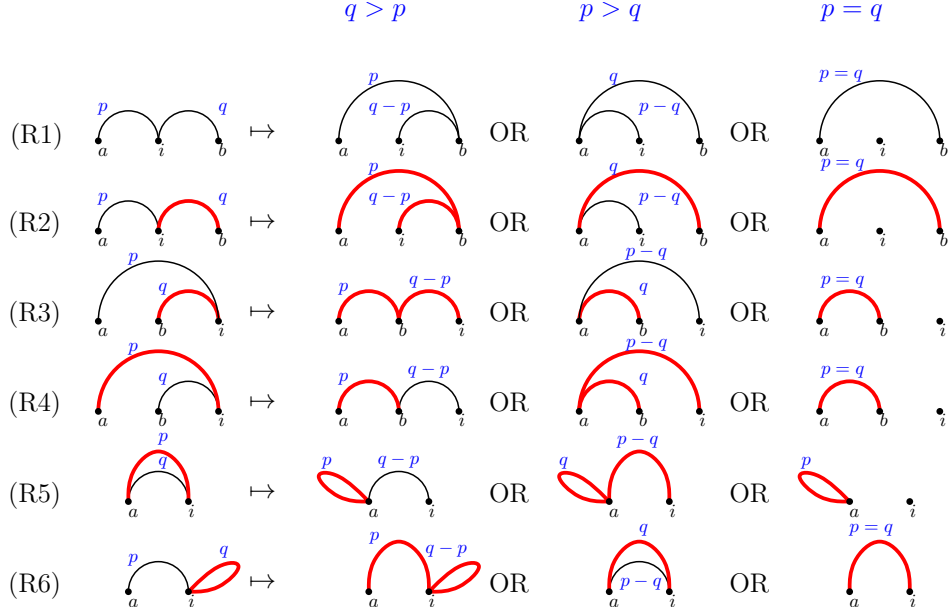 q > p p > q p = q
p q p q − p q p − q p = q
(R1) a i b ↦ a i b OR a i b OR a i b
p q p q − p q p − q p = q
(R2) a i b ↦ a i b OR a i b OR a i b
p q p q − p p − q q p = q
(R3) a b i ↦ a b i OR a b i OR a b i
p q p q − p p − q q p = q
(R4) a b i ↦ a b i OR a b i OR a b i
p q p q − p q p − q p
(R5) a i ↦ a i OR a i OR a i
p q p q − p q p − q p = q
(R6) a i ↦ a i OR a i OR a i